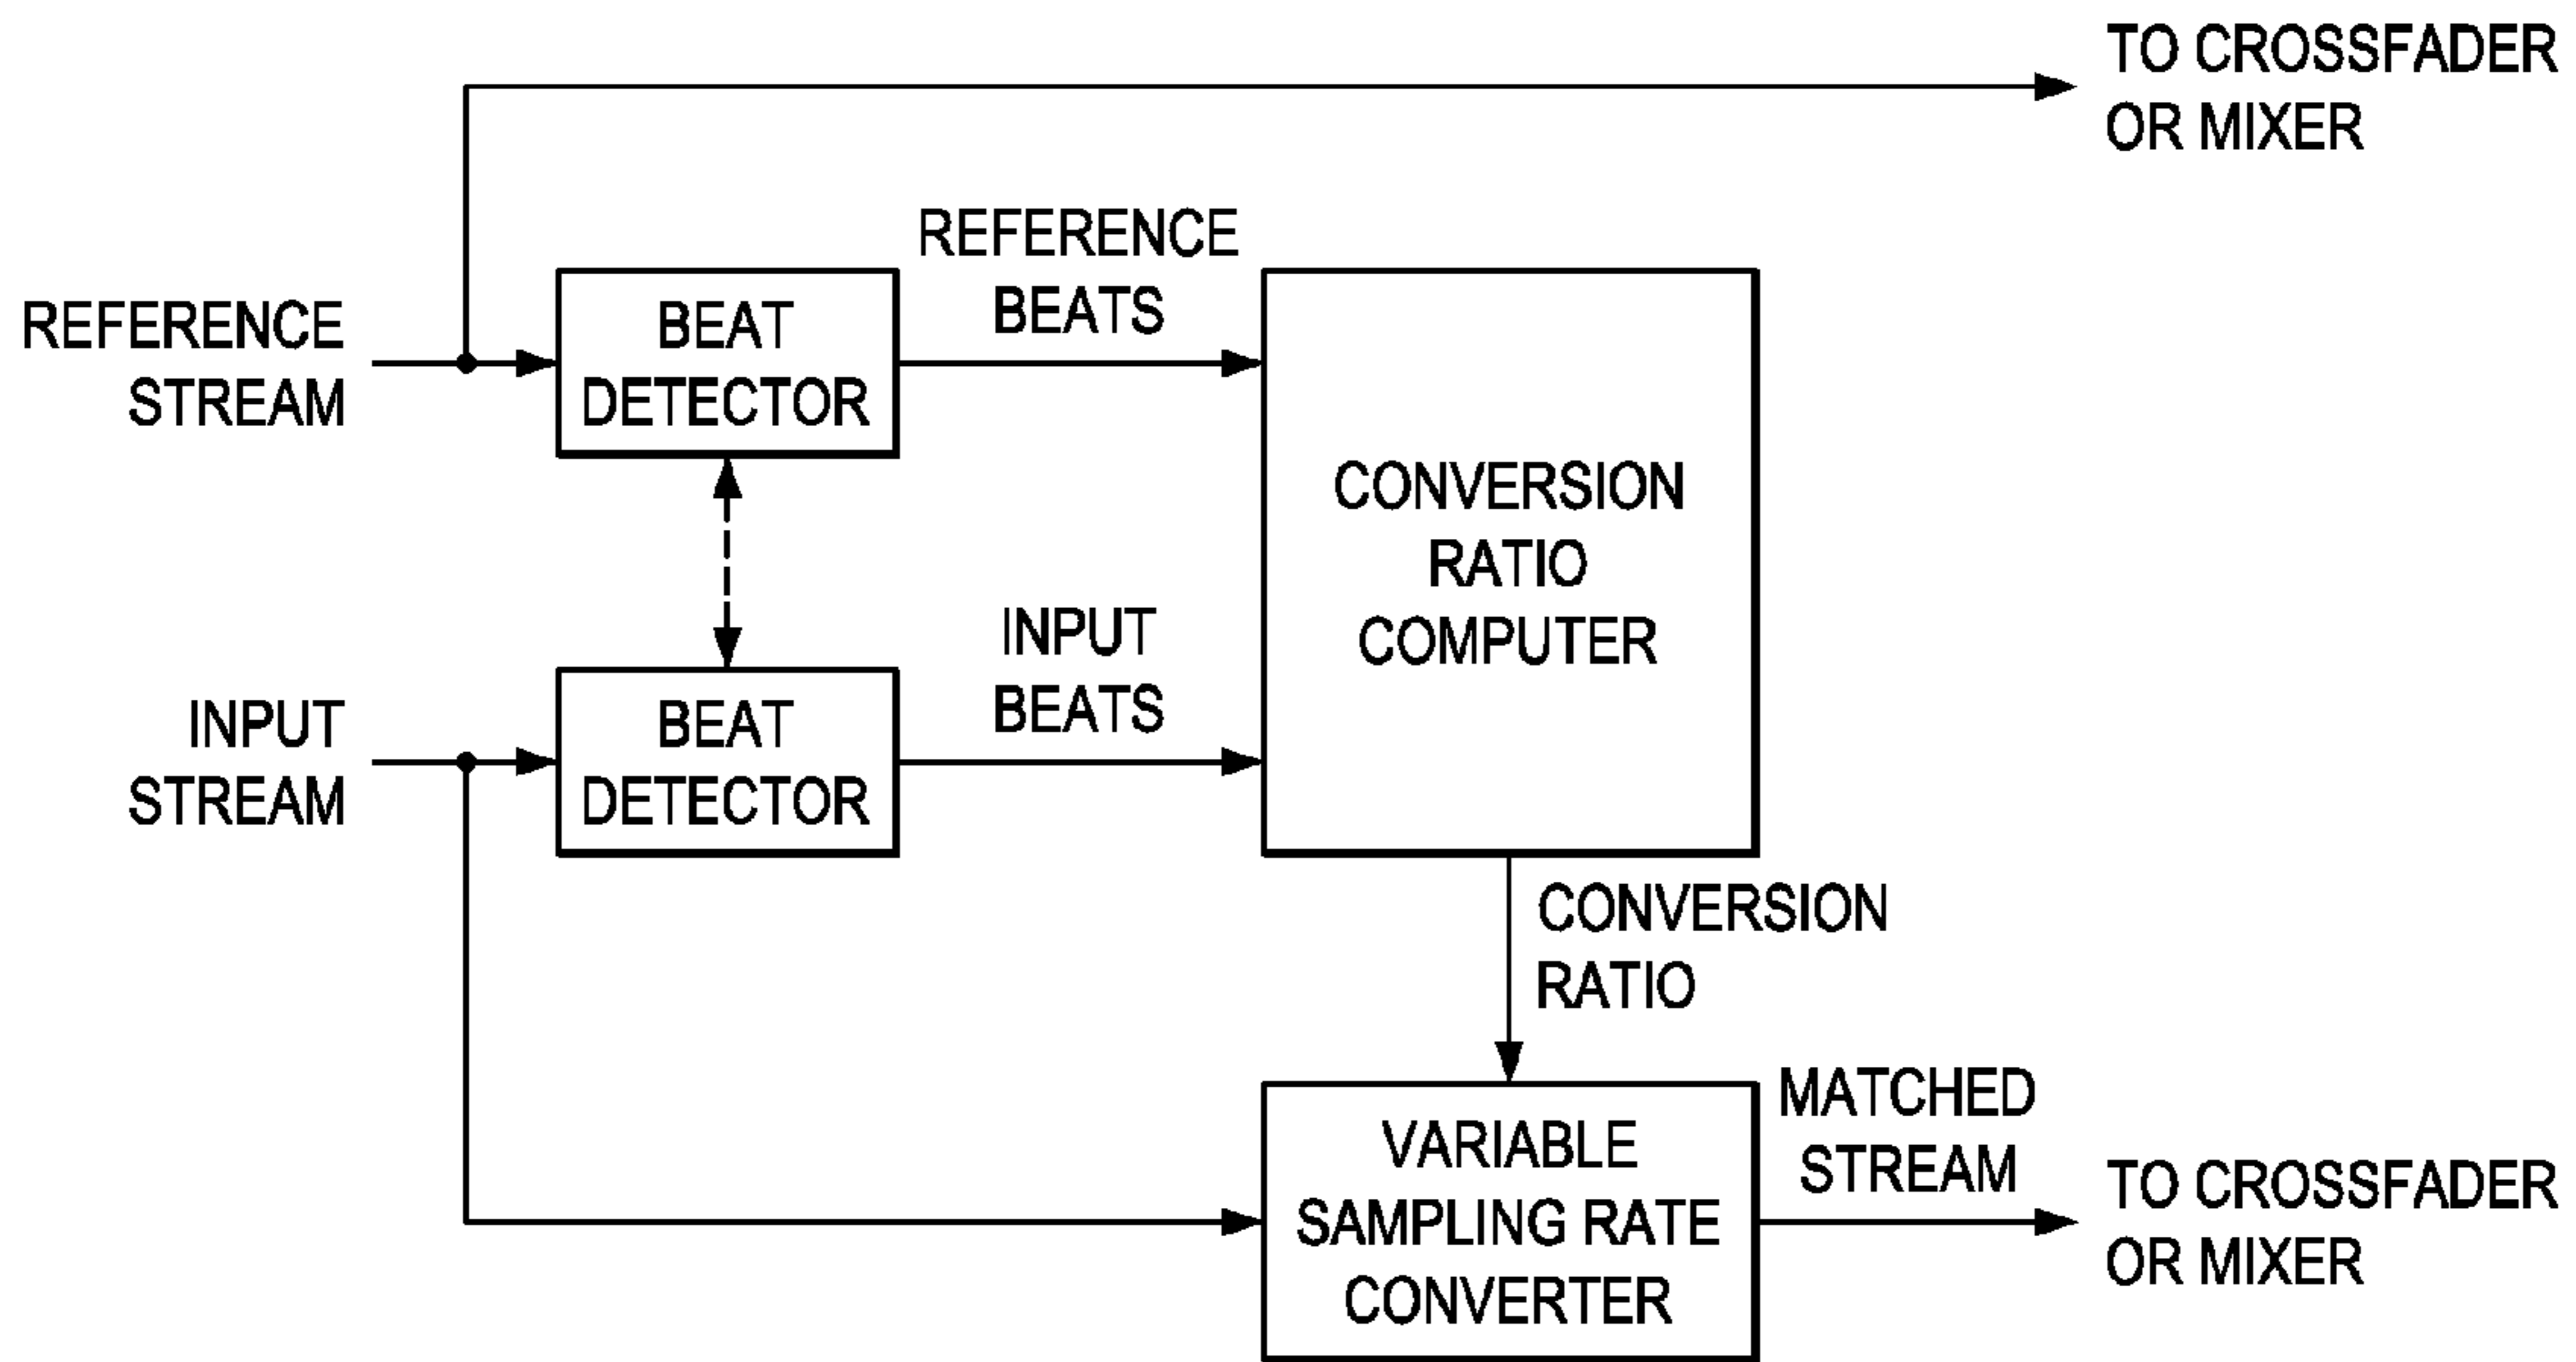 TO CROSSFADER
OR MIXER
REFERENCE
BEATS
REFERENCE
STREAM
BEAT
DETECTOR
CONVERSION
RATIO
COMPUTER
INPUT
BEATS
INPUT
STREAM
BEAT
DETECTOR
CONVERSION
RATIO
VARIABLE
SAMPLING RATE
CONVERTER
MATCHED
STREAM
TO CROSSFADER
OR MIXER